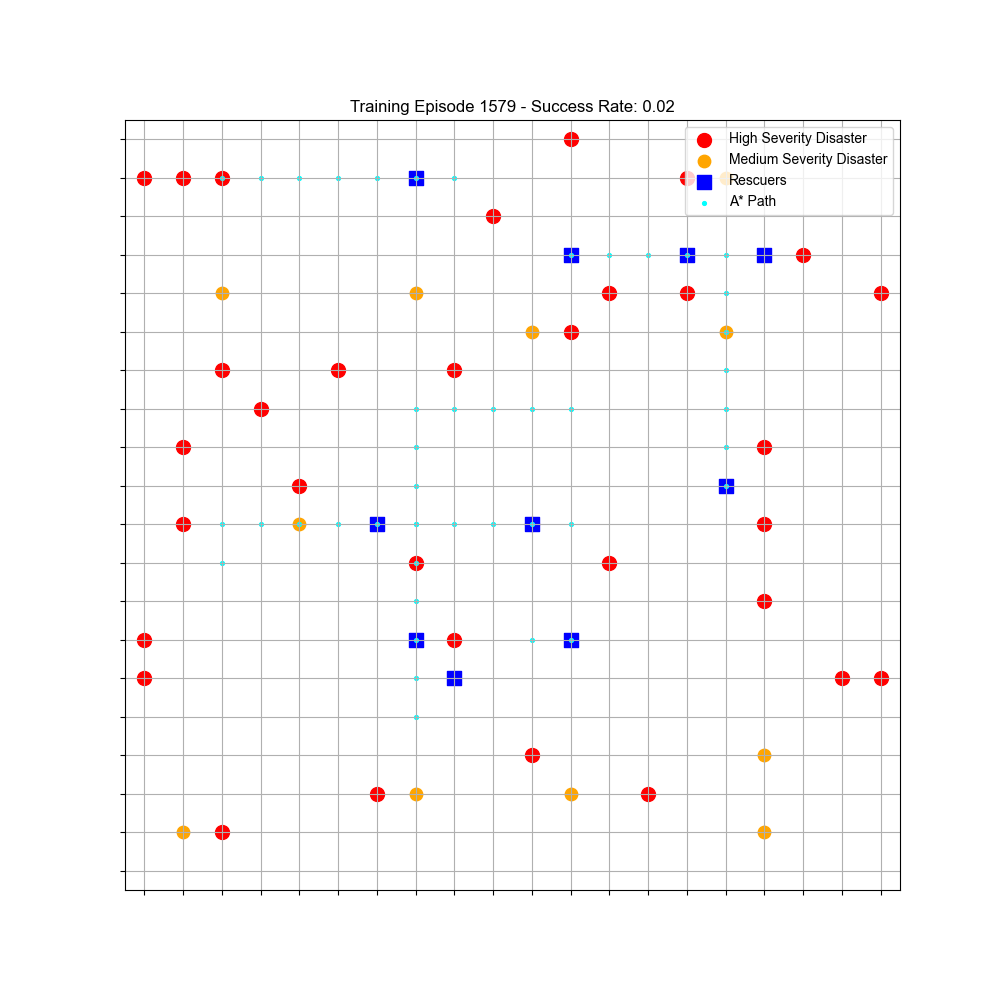 Training Episode 1579 - Success Rate: 0.02
High Severity Disaster
Medium Severity Disaster
Rescuers
A* Path